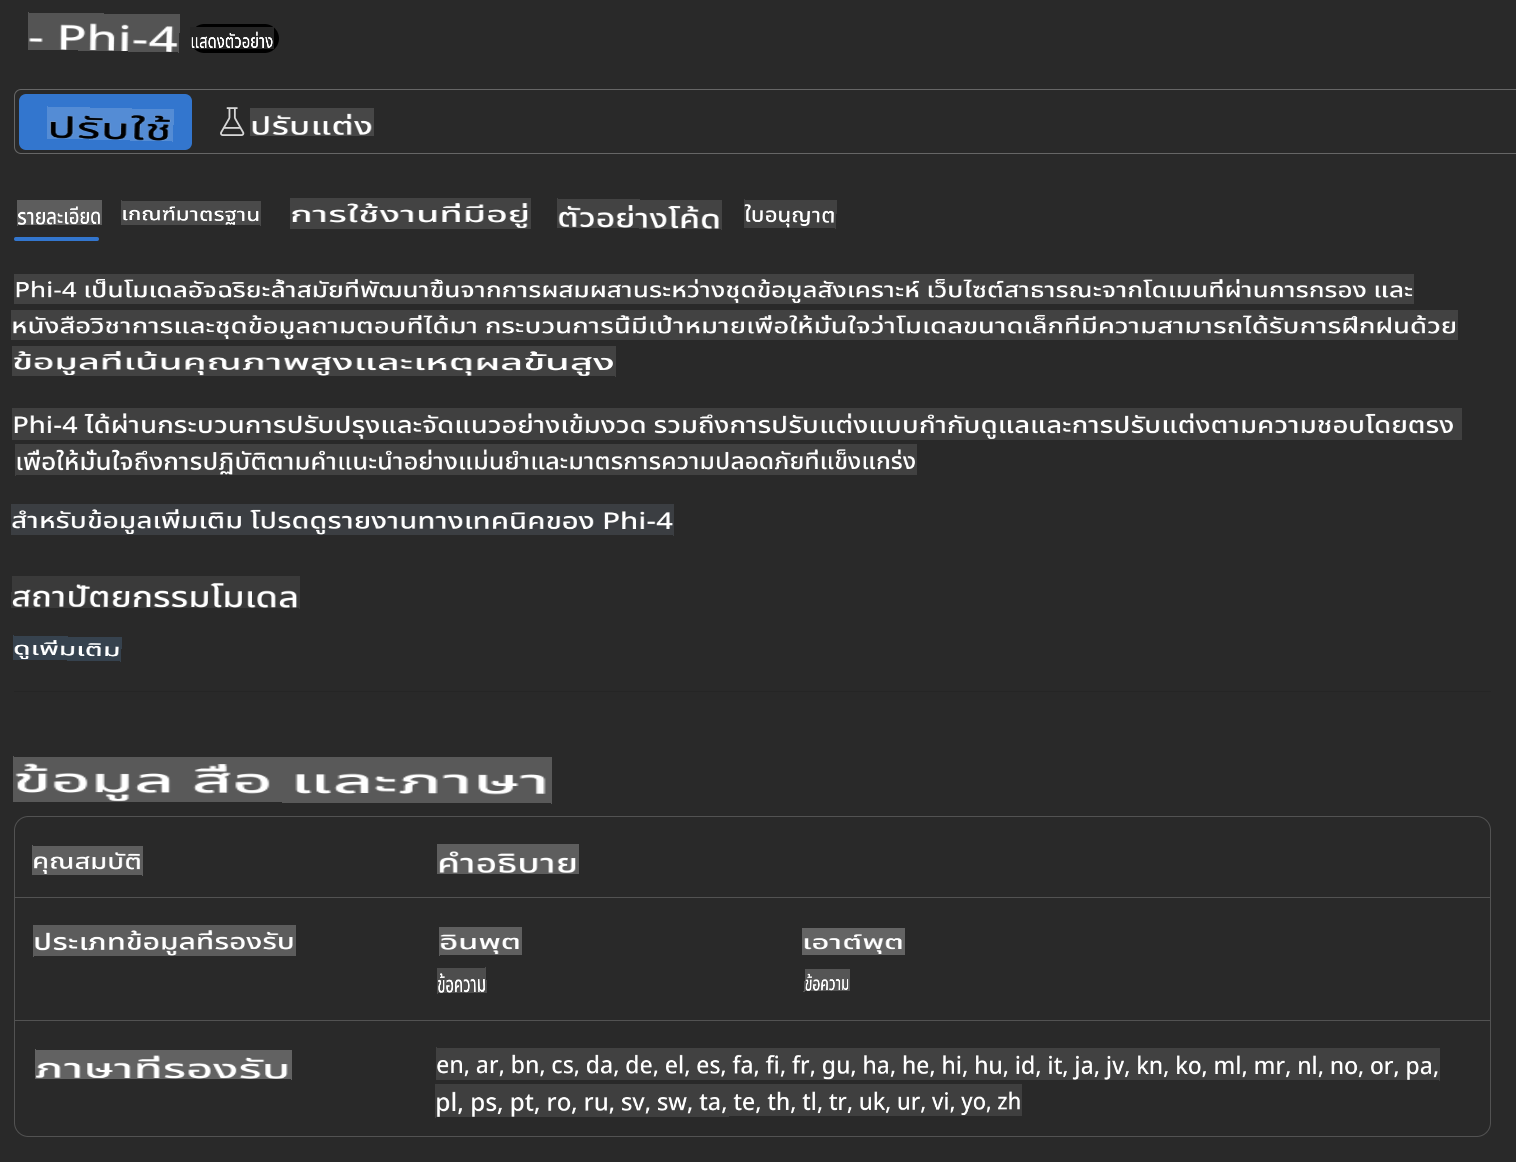 - Phi-4 แสดงตัวอย่าง
ปรับใช้ ปรับแต่ง
รายละเอียด เกณฑ์มาตรฐาน การใช้งานที่มีอยู่ ตัวอย่างโค้ด ใบอนุญาต
Phi-4 เป็นโมเดลอัจฉริยะล้ำสมัยที่พัฒนาขึ้นจากการผสมผสานระหว่างชุดข้อมูลสังเคราะห์ เว็บไซต์สาธารณะจากโดเมนที่ผ่านการกรอง และ
หนังสือวิชาการและชุดข้อมูลถามตอบที่ได้มา กระบวนการนี้มีเป้าหมายเพื่อให้มั่นใจว่าโมเดลขนาดเล็กที่มีความสามารถได้รับการฝึกฝนด้วย
ข้อมูลที่เน้นคุณภาพสูงและเหตุผลขั้นสูง
Phi-4 ได้ผ่านกระบวนการปรับปรุงและจัดแนวอย่างเข้มงวด รวมถึงการปรับแต่งแบบกำกับดูแลและการปรับแต่งตามความชอบโดยตรง
เพื่อให้มั่นใจถึงการปฏิบัติตามคำแนะนำอย่างแม่นยำและมาตรการความปลอดภัยที่แข็งแกร่ง
สำหรับข้อมูลเพิ่มเติม โปรดดูรายงานทางเทคนิคของ Phi-4
สถาปัตยกรรมโมเดล
ดูเพิ่มเติม
ข้อมูล สื่อ และภาษา
คุณสมบัติ คำอธิบาย
ประเภทข้อมูลที่รองรับ อินพุต เอาต์พุต
ข้อความ ข้อความ
ภาษาที่รองรับ en, ar, bn, cs, da, de, el, es, fa, fi, fr, gu, ha, he, hi, hu, id, it, ja, jv, kn, ko, ml, mr, nl, no, or, pa,
pl, ps, pt, ro, ru, sv, sw, ta, te, th, tl, tr, uk, ur, vi, yo, zh